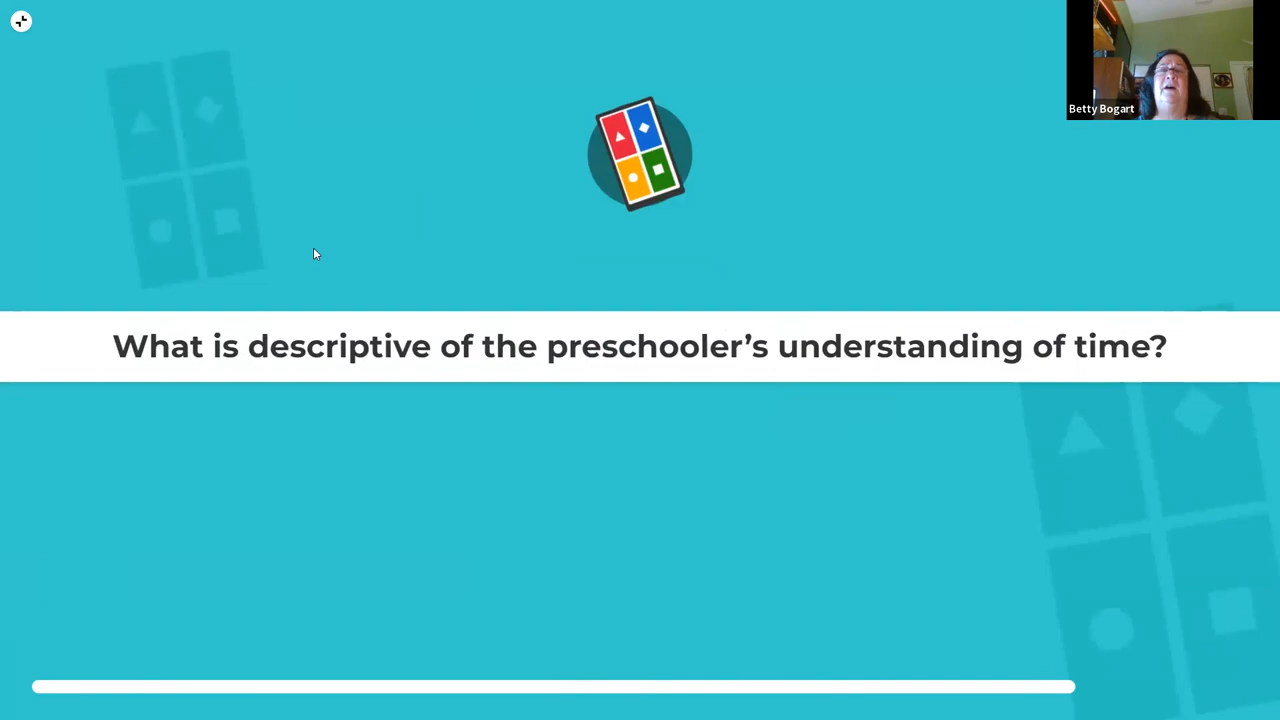 Betty Bogart
What is descriptive of the preschooler’s understanding of time?